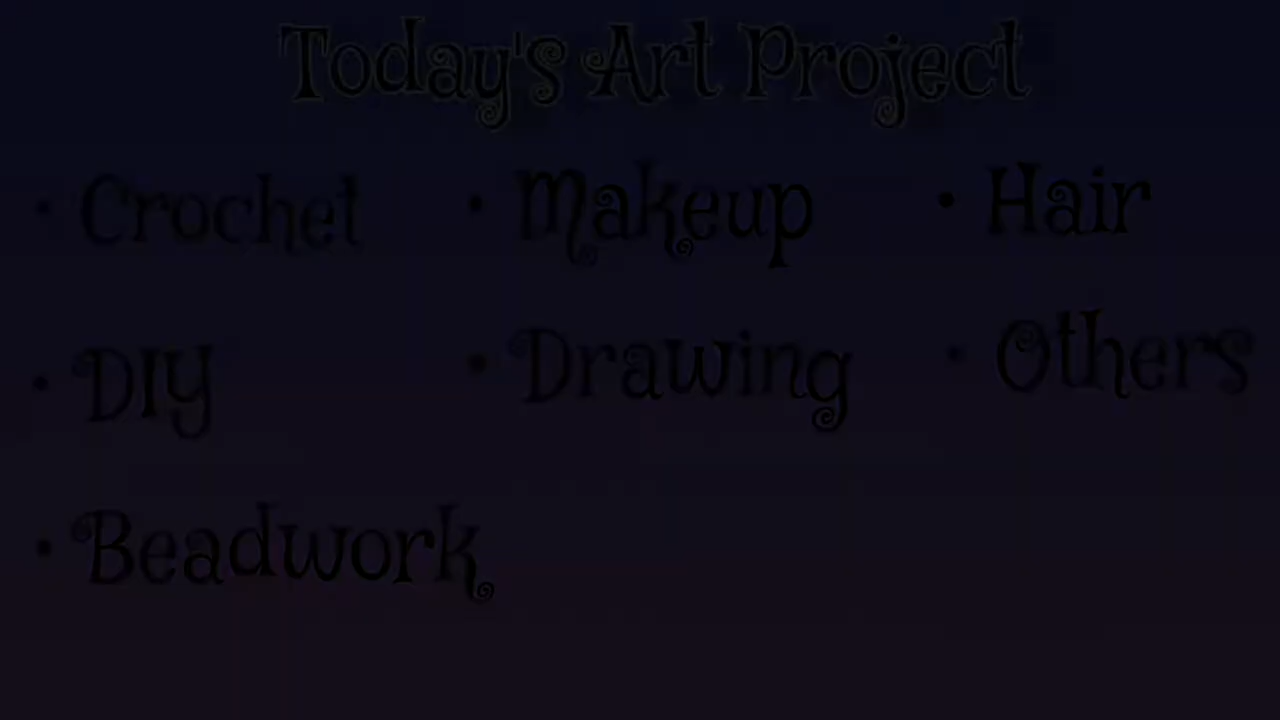 Today's Art Project
• Crochet • Makeup • Hair
• DIY • Drawing • Others
• Beadwork